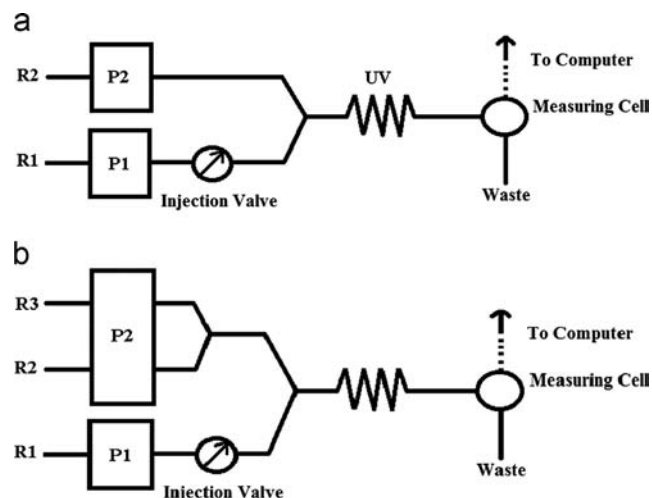 a
R2
P2
UV
To Computer
Measuring Cell
R1
P1
Injection Valve
Waste
b
R3
P2
R2
To Computer
Measuring Cell
R1
P1
Injection Valve
Waste